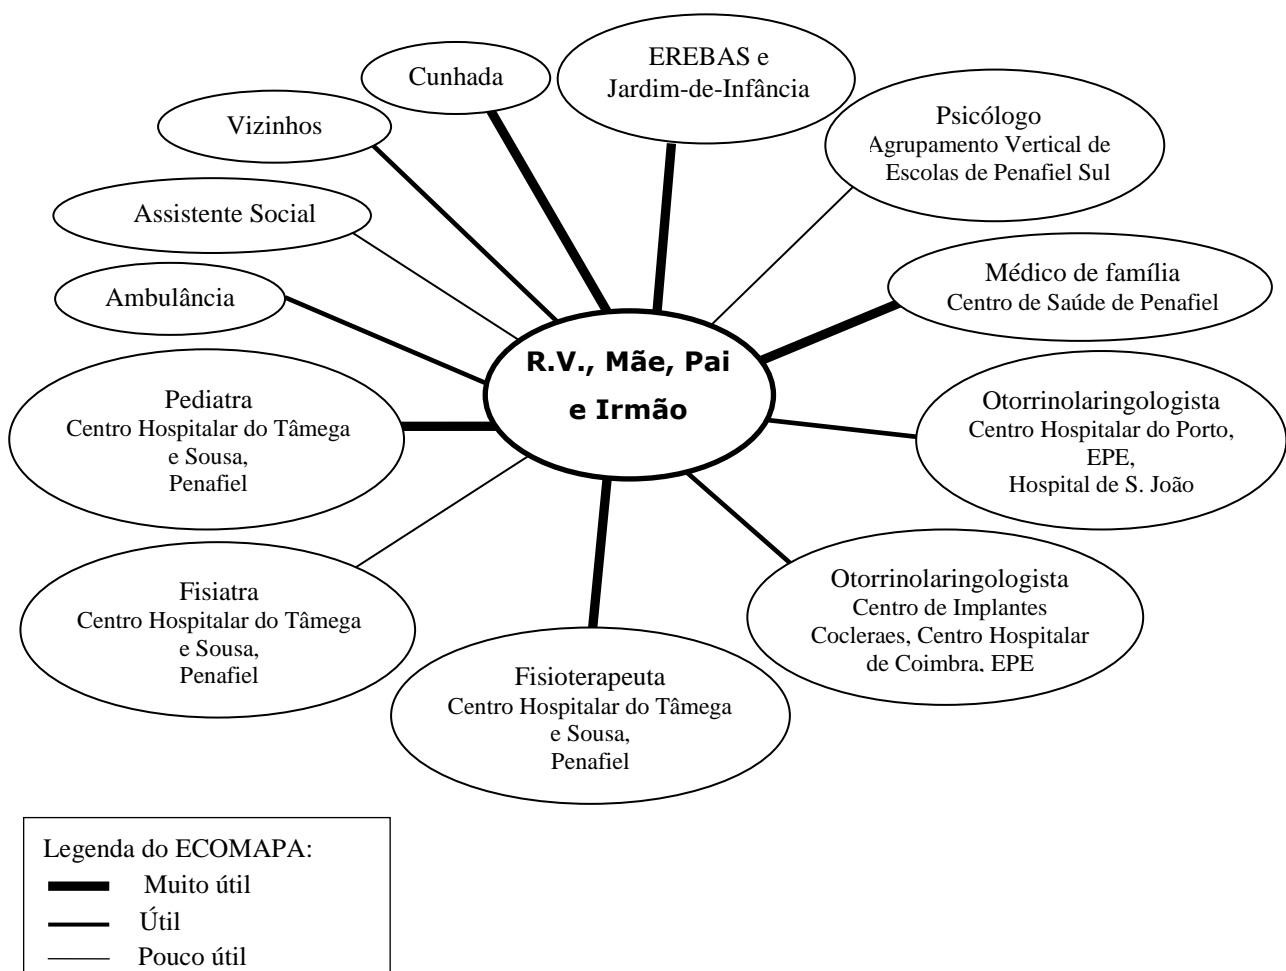 Cunhada
EREBAS e
Jardim-de-Infância
Vizinhos
Psicólogo
Agrupamento Vertical de
Escolas de Penafiel Sul
Assistente Social
Médico de família
Centro de Saúde de Penafiel
Ambulância
R.V., Mãe, Pai
e Irmão
Pediatra
Centro Hospitalar do Tâmega
e Sousa,
Penafiel
Otorrinolaringologista
Centro Hospitalar do Porto,
EPE,
Hospital de S. João
Fisiatra
Centro Hospitalar do Tâmega
e Sousa,
Penafiel
Otorrinolaringologista
Centro de Implantes
Cocleraes, Centro Hospitalar
de Coimbra, EPE
Fisioterapeuta
Centro Hospitalar do Tâmega
e Sousa,
Penafiel
Legenda do ECOMAPA:
Muito útil
Útil
Pouco útil